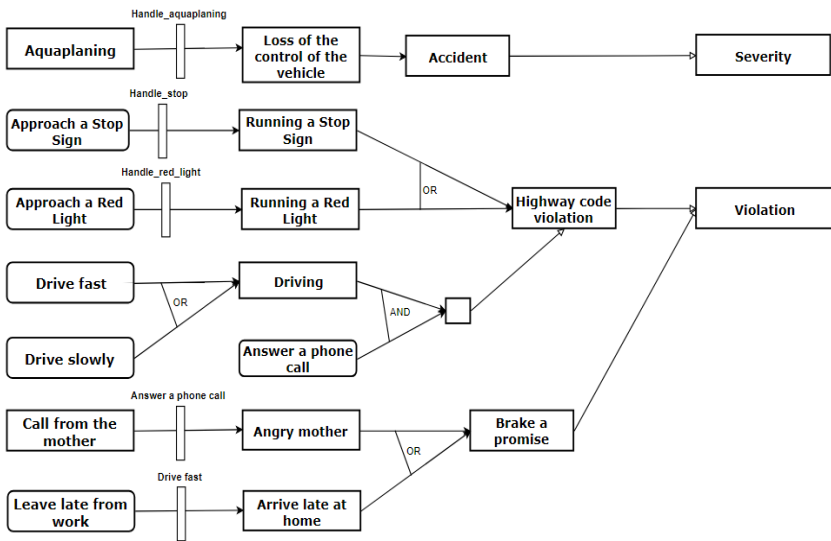 Handle_aquaplaning
Aquaplaning
Loss of the
control of the
vehicle
Accident
Severity
Handle_stop
Approach a Stop
Sign
Running a Stop
Sign
Handle_red_light
OR
Approach a Red
Light
Running a Red
Light
Highway code
violation
Violation
Drive fast
OR
Driving
AND
Drive slowly
Answer a phone
call
Answer a phone call
Call from the
mother
Angry mother
OR
Brake a
promise
Drive fast
Leave late from
work
Arrive late at
home